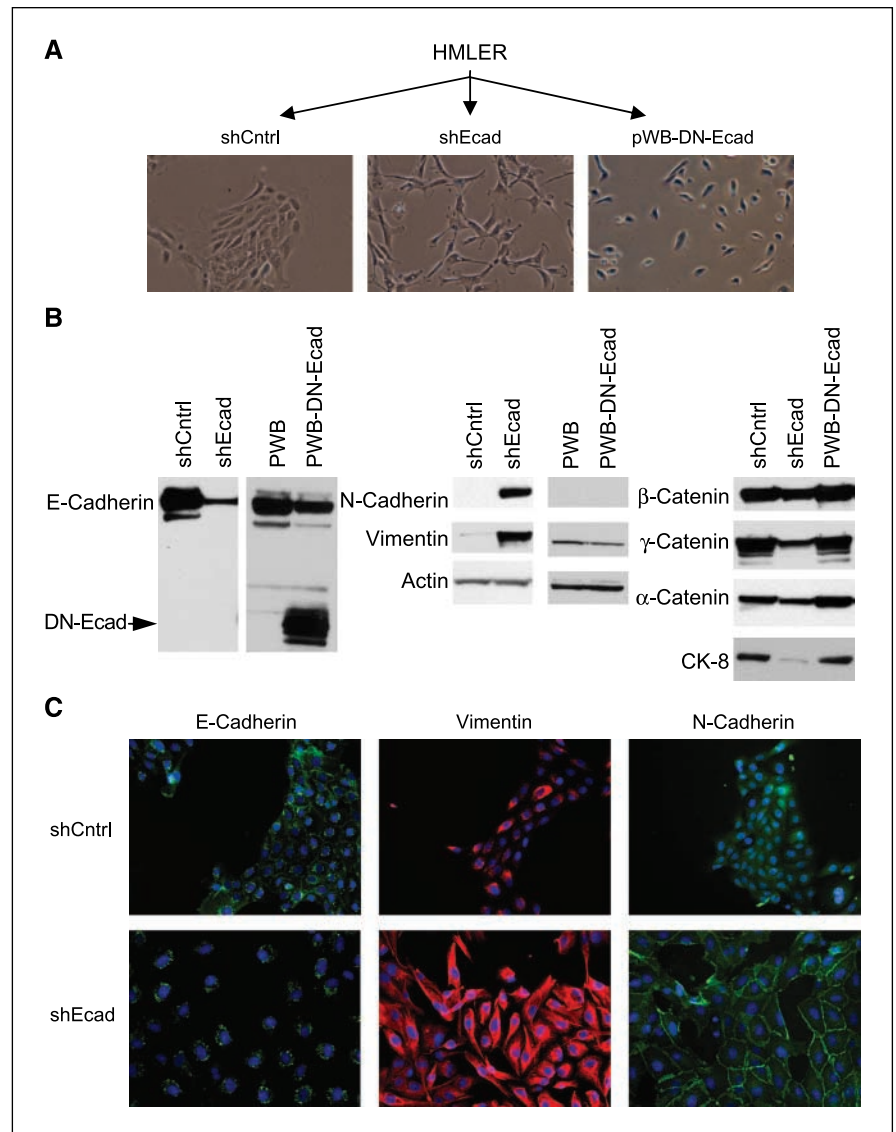 A
HMLER
shCntrl shEcad pWB-DN-Ecad
B
shCntrl shEcad PWB PWB-DN-Ecad shCntrl shEcad PWB PWB-DN-Ecad shCntrl shEcad PWB-DN-Ecad
E-Cadherin N-Cadherin β-Catenin
Vimentin γ-Catenin
Actin α-Catenin
DN-Ecad
CK-8
C
E-Cadherin Vimentin N-Cadherin
shCntrl
shEcad